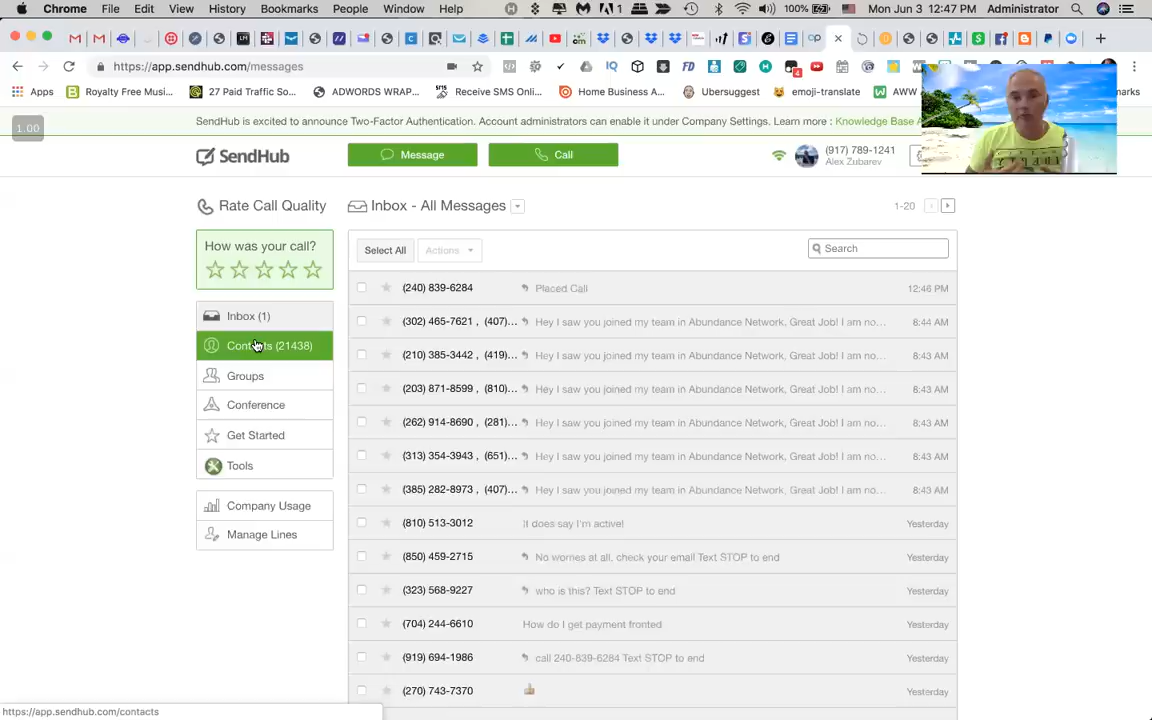 Chrome File Edit View History Bookmarks People Window Help 100% Mon Jun 3 12:47 PM Administrator
https://app.sendhub.com/messages
Apps Royalty Free Musi... 27 Paid Traffic So... ADWORDS WRAP... Receive SMS Onlin... Home Business A... Ubersuggest emoji-translate AWW
1.00
SendHub is excited to announce Two-Factor Authentication. Account administrators can enable it under Company Settings. Learn more : Knowledge Base
SendHub
Message
Call
(917) 789-1241
Alex Zubarev
Rate Call Quality
Inbox - All Messages
1-20
How was your call?
Select All
Actions
Search
Inbox (1)
Contacts (21438)
Groups
Conference
Get Started
Tools
Company Usage
Manage Lines
(240) 839-6284 Placed Call 12:46 PM
(302) 465-7621 , (407)... Hey I saw you joined my team in Abundance Network, Great Job! I am no... 8:44 AM
(210) 385-3442 , (419)... Hey I saw you joined my team in Abundance Network, Great Job! I am no... 8:43 AM
(203) 871-8599 , (810)... Hey I saw you joined my team in Abundance Network, Great Job! I am no... 8:43 AM
(262) 914-8690 , (281)... Hey I saw you joined my team in Abundance Network, Great Job! I am no... 8:43 AM
(313) 354-3943 , (651)... Hey I saw you joined my team in Abundance Network, Great Job! I am no... 8:43 AM
(385) 282-8973 , (407)... Hey I saw you joined my team in Abundance Network, Great Job! I am no... 8:43 AM
(810) 513-3012 It does say I'm active! Yesterday
(850) 459-2715 No worries at all, check your email Text STOP to end Yesterday
(323) 568-9227 who is this? Text STOP to end Yesterday
(704) 244-6610 How do I get payment fronted Yesterday
(919) 694-1986 call 240-839-6284 Text STOP to end Yesterday
(270) 743-7370 Yesterday
https://app.sendhub.com/contacts